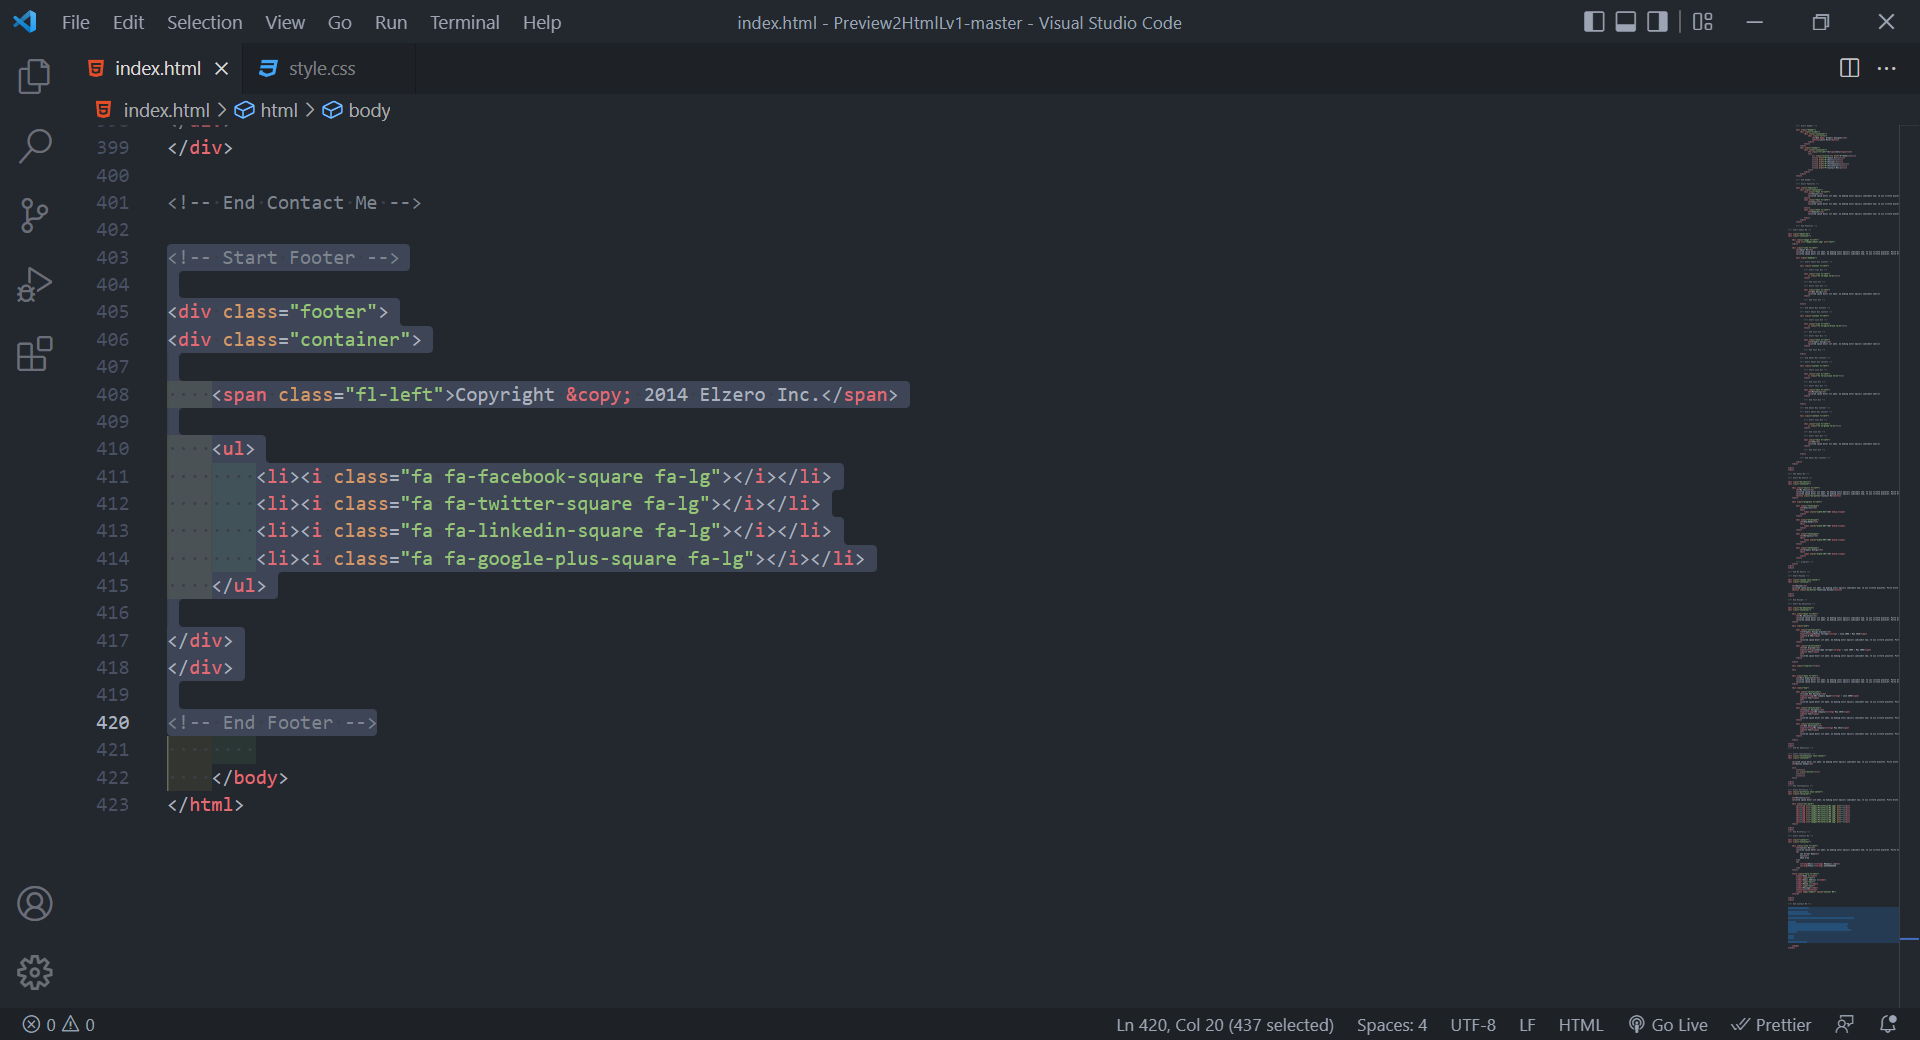 File Edit Selection View Go Run Terminal Help
index.html - Preview2HtmlLv1-master - Visual Studio Code
index.html
style.css
index.html > html > body
399 </div>
400
401 <!-- End Contact Me -->
402
403 <!-- Start Footer -->
404
405 <div class="footer">
406 <div class="container">
407
408 <span class="fl-left">Copyright &copy; 2014 Elzero Inc.</span>
409
410 <ul>
411 <li><i class="fa fa-facebook-square fa-lg"></i></li>
412 <li><i class="fa fa-twitter-square fa-lg"></i></li>
413 <li><i class="fa fa-linkedin-square fa-lg"></i></li>
414 <li><i class="fa fa-google-plus-square fa-lg"></i></li>
415 </ul>
416
417 </div>
418 </div>
419
420 <!-- End Footer -->
421
422 </body>
423 </html>
0 0
Ln 420, Col 20 (437 selected) Spaces: 4 UTF-8 LF HTML Go Live Prettier